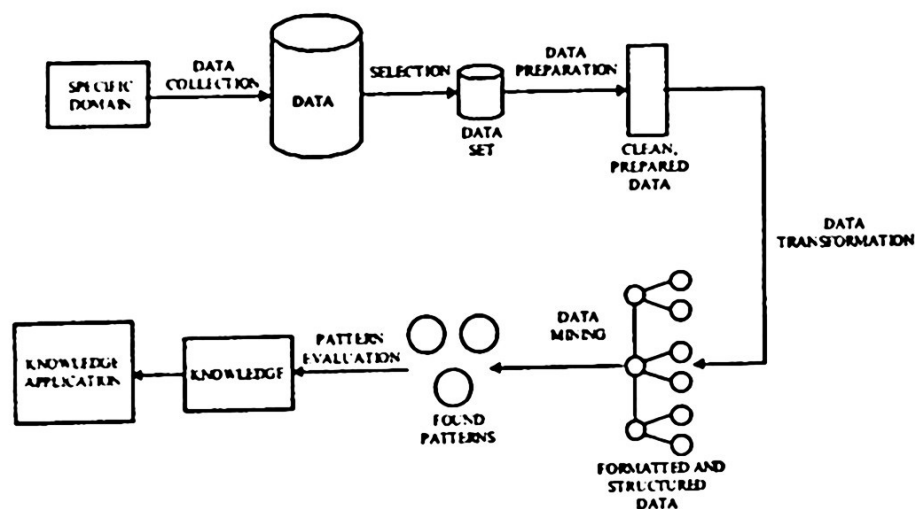 SPECIFIC
DOMAIN
DATA
COLLECTION
DATA
SELECTION
DATA
SET
DATA
PREPARATION
CLEAN,
PREPARED
DATA
DATA
TRANSFORMATION
FORMATTED AND
STRUCTURED
DATA
DATA
MINING
FOUND
PATTERNS
PATTERN
EVALUATION
KNOWLEDGE
KNOWLEDGE
APPLICATION